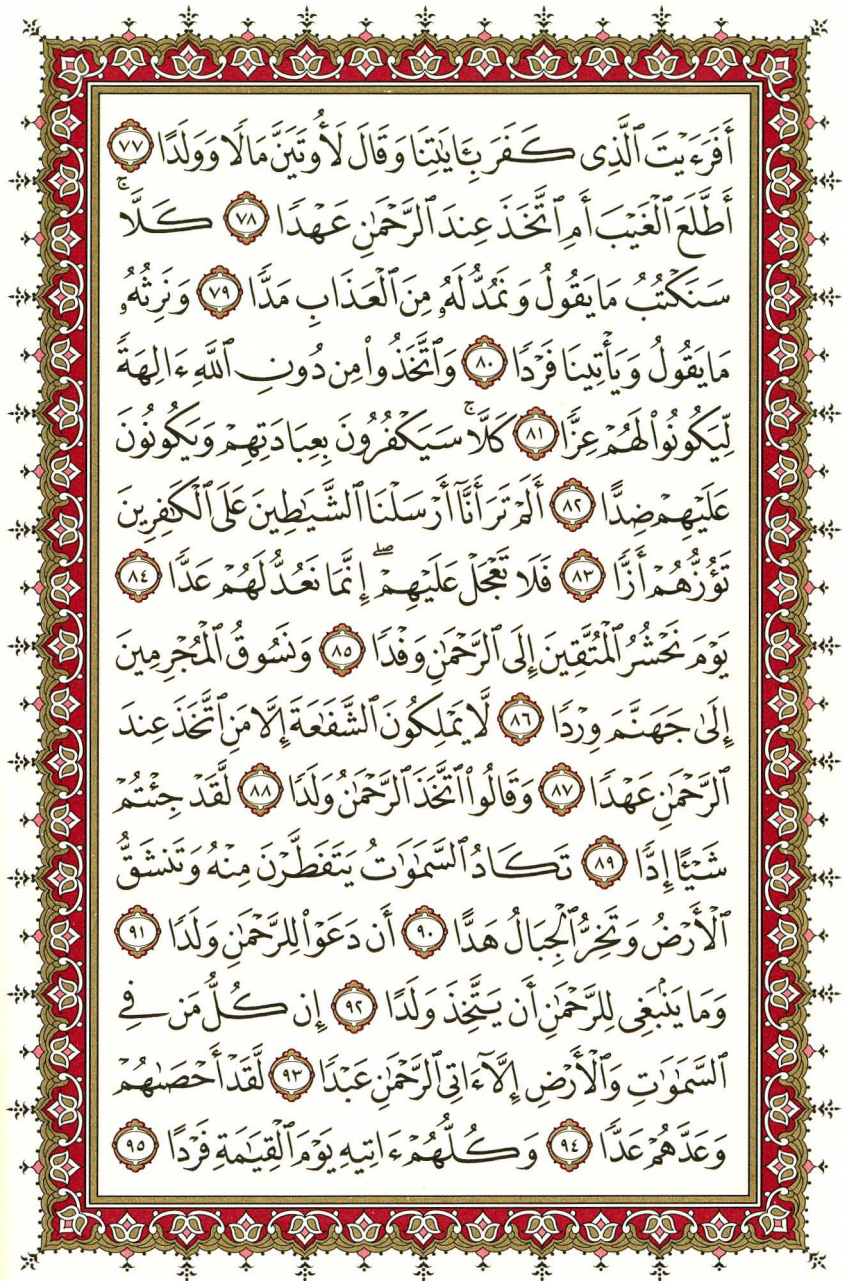 أَفَرَءَيْتَ ٱلَّذِى كَفَرَ بِـَٔايَـٰتِنَا وَقَالَ لَأُوتَيَنَّ مَالًا وَوَلَدًا ٧٧
أَطَّلَعَ ٱلْغَيْبَ أَمِ ٱتَّخَذَ عِندَ ٱلرَّحْمَـٰنِ عَهْدًا ٧٨ كَلَّا ۚ
سَنَكْتُبُ مَا يَقُولُ وَنَمُدُّ لَهُۥ مِنَ ٱلْعَذَابِ مَدًّا ٧٩ وَنَرِثُهُۥ
مَا يَقُولُ وَيَأْتِينَا فَرْدًا ٨٠ وَٱتَّخَذُوا۟ مِن دُونِ ٱللَّهِ ءَالِهَةً
لِّيَكُونُوا۟ لَهُمْ عِزًّا ٨١ كَلَّا ۚ سَيَكْفُرُونَ بِعِبَادَتِهِمْ وَيَكُونُونَ
عَلَيْهِمْ ضِدًّا ٨٢ أَلَمْ تَرَ أَنَّآ أَرْسَلْنَا ٱلشَّيَـٰطِينَ عَلَى ٱلْكَـٰفِرِينَ
تَؤُزُّهُمْ أَزًّا ٨٣ فَلَا تَعْجَلْ عَلَيْهِمْ ۖ إِنَّمَا نَعُدُّ لَهُمْ عَدًّا ٨٤
يَوْمَ نَحْشُرُ ٱلْمُتَّقِينَ إِلَى ٱلرَّحْمَـٰنِ وَفْدًا ٨٥ وَنَسُوقُ ٱلْمُجْرِمِينَ
إِلَىٰ جَهَنَّمَ وِرْدًا ٨٦ لَّا يَمْلِكُونَ ٱلشَّفَـٰعَةَ إِلَّا مَنِ ٱتَّخَذَ عِندَ
ٱلرَّحْمَـٰنِ عَهْدًا ٨٧ وَقَالُوا۟ ٱتَّخَذَ ٱلرَّحْمَـٰنُ وَلَدًا ٨٨ لَّقَدْ جِئْتُمْ
شَيْـًٔا إِدًّا ٨٩ تَكَادُ ٱلسَّمَـٰوَٰتُ يَتَفَطَّرْنَ مِنْهُ وَتَنشَقُّ
ٱلْأَرْضُ وَتَخِرُّ ٱلْجِبَالُ هَدًّا ٩٠ أَن دَعَوْا۟ لِلرَّحْمَـٰنِ وَلَدًا ٩١
وَمَا يَنۢبَغِى لِلرَّحْمَـٰنِ أَن يَتَّخِذَ وَلَدًا ٩٢ إِن كُلُّ مَن فِى
ٱلسَّمَـٰوَٰتِ وَٱلْأَرْضِ إِلَّآ ءَاتِى ٱلرَّحْمَـٰنِ عَبْدًا ٩٣ لَّقَدْ أَحْصَىٰهُمْ
وَعَدَّهُمْ عَدًّا ٩٤ وَكُلُّهُمْ ءَاتِيهِ يَوْمَ ٱلْقِيَـٰمَةِ فَرْدًا ٩٥